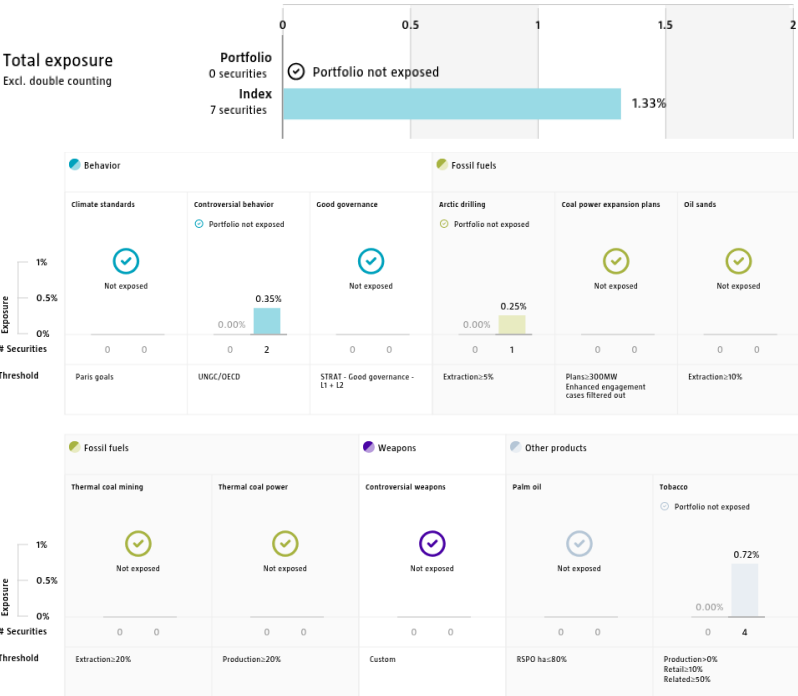 0 0.5 1 1.5 2
Total exposure
Excl. double counting
Portfolio
0 securities
Portfolio not exposed
Index
7 securities
1.33%
Behavior
Fossil fuels
Climate standards
Controversial behavior
Good governance
Arctic drilling
Coal power expansion plans
Oil sands
Portfolio not exposed
Portfolio not exposed
Exposure
1%
0.5%
0%
Not exposed
0.00%
0.35%
Not exposed
0.00%
0.25%
Not exposed
Not exposed
# Securities
0 0
0 2
0 0
0 1
0 0
0 0
Threshold
Paris goals
UNGC/OECD
STRAT - Good governance -
L1 + L2
Extraction≥5%
Plans≥300MW
Enhanced engagement
cases filtered out
Extraction≥10%
Fossil fuels
Weapons
Other products
Thermal coal mining
Thermal coal power
Controversial weapons
Palm oil
Tobacco
Portfolio not exposed
Exposure
1%
0.5%
0%
Not exposed
Not exposed
Not exposed
Not exposed
0.00%
0.72%
# Securities
0 0
0 0
0 0
0 0
0 4
Threshold
Extraction≥20%
Production≥20%
Custom
RSPO ha≤80%
Production>0%
Retail≥10%
Related≥50%